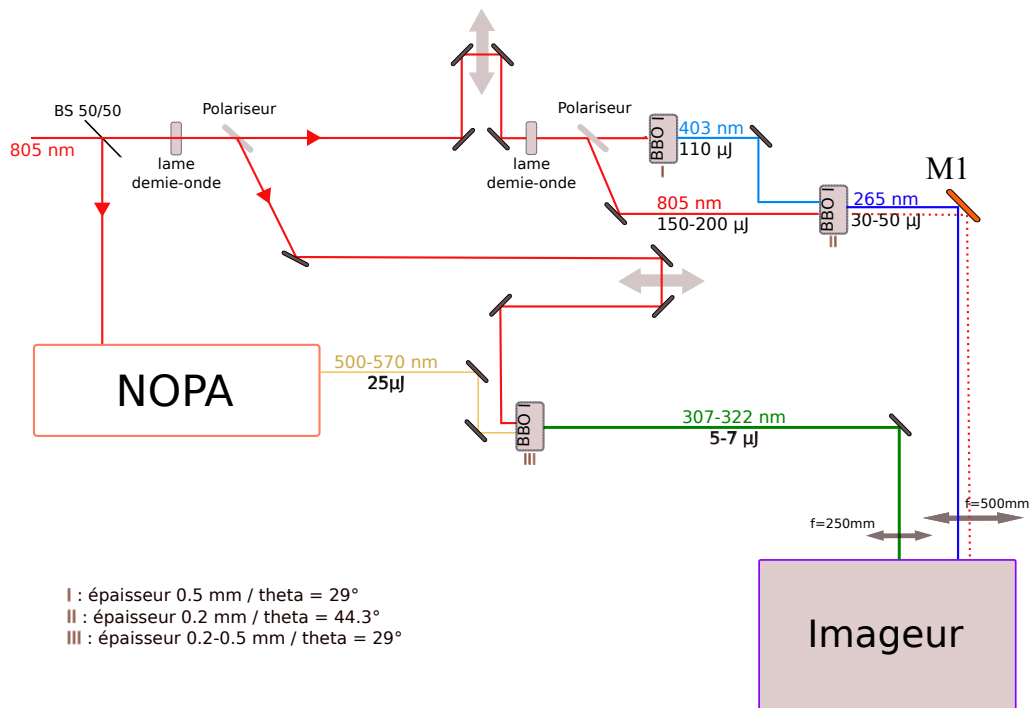 BS 50/50
805 nm
lame
demie-onde
Polariseur
lame
demie-onde
Polariseur
BBO I
I
403 nm
110 µJ
805 nm
150-200 µJ
BBO I
II
265 nm
30-50 µJ
M1
NOPA
500-570 nm
25µJ
BBO I
III
307-322 nm
5-7 µJ
f=250mm
f=500mm
Imageur
I : épaisseur 0.5 mm / theta = 29°
II : épaisseur 0.2 mm / theta = 44.3°
III : épaisseur 0.2-0.5 mm / theta = 29°